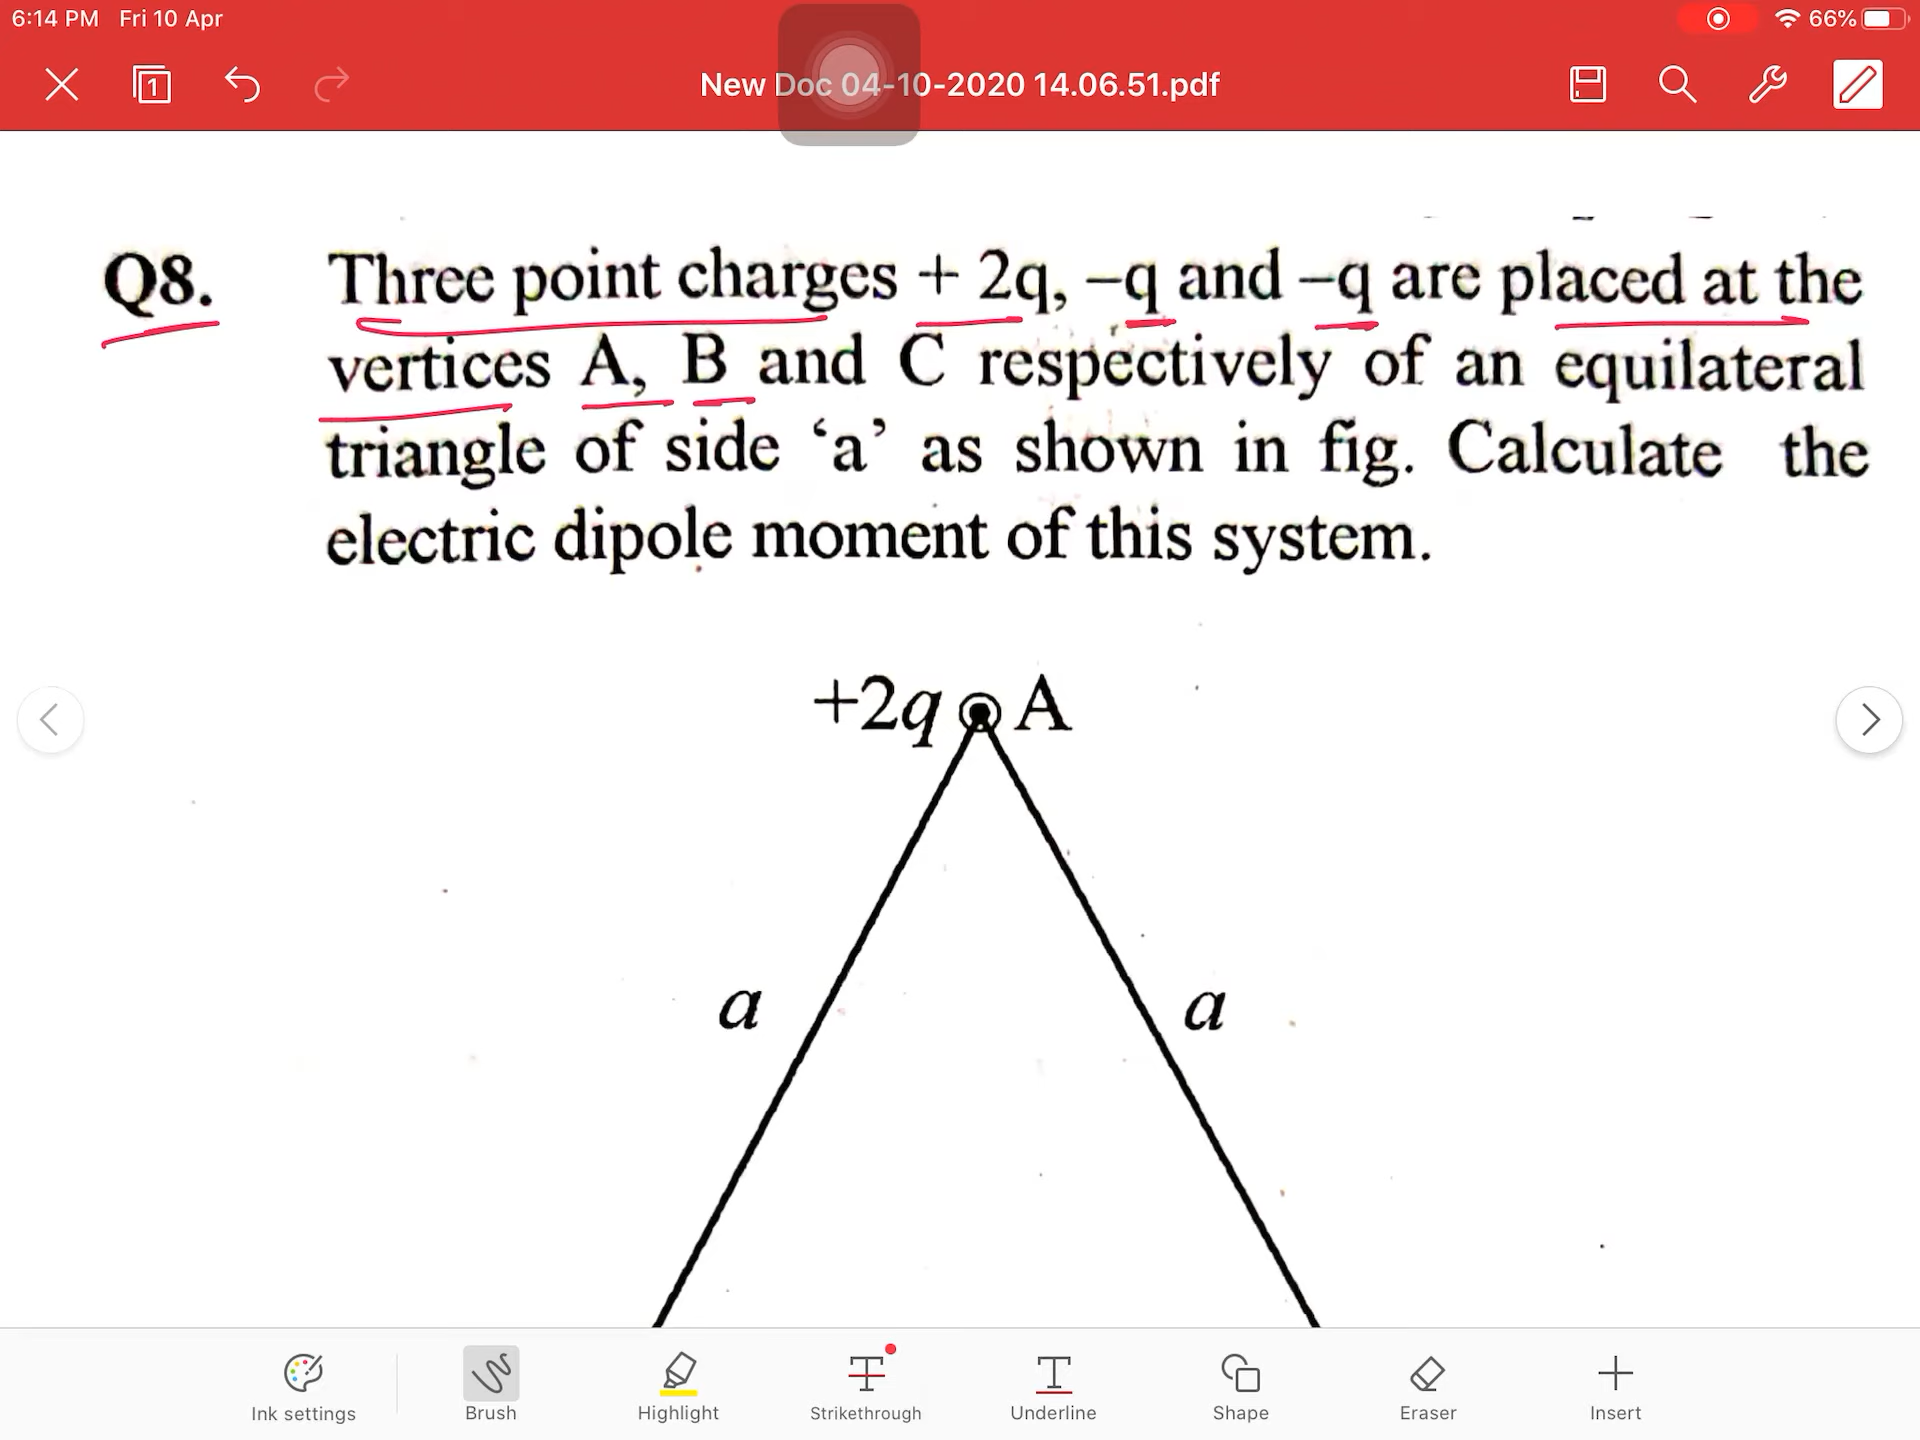 6:14 PM Fri 10 Apr
66%
1
New Doc 04-10-2020 14.06.51.pdf
Q8. Three point charges + 2q, –q and –q are placed at the
vertices A, B and C respectively of an equilateral
triangle of side ‘a’ as shown in fig. Calculate the
electric dipole moment of this system.
+2q A
a a
Ink settings Brush Highlight Strikethrough Underline Shape Eraser Insert